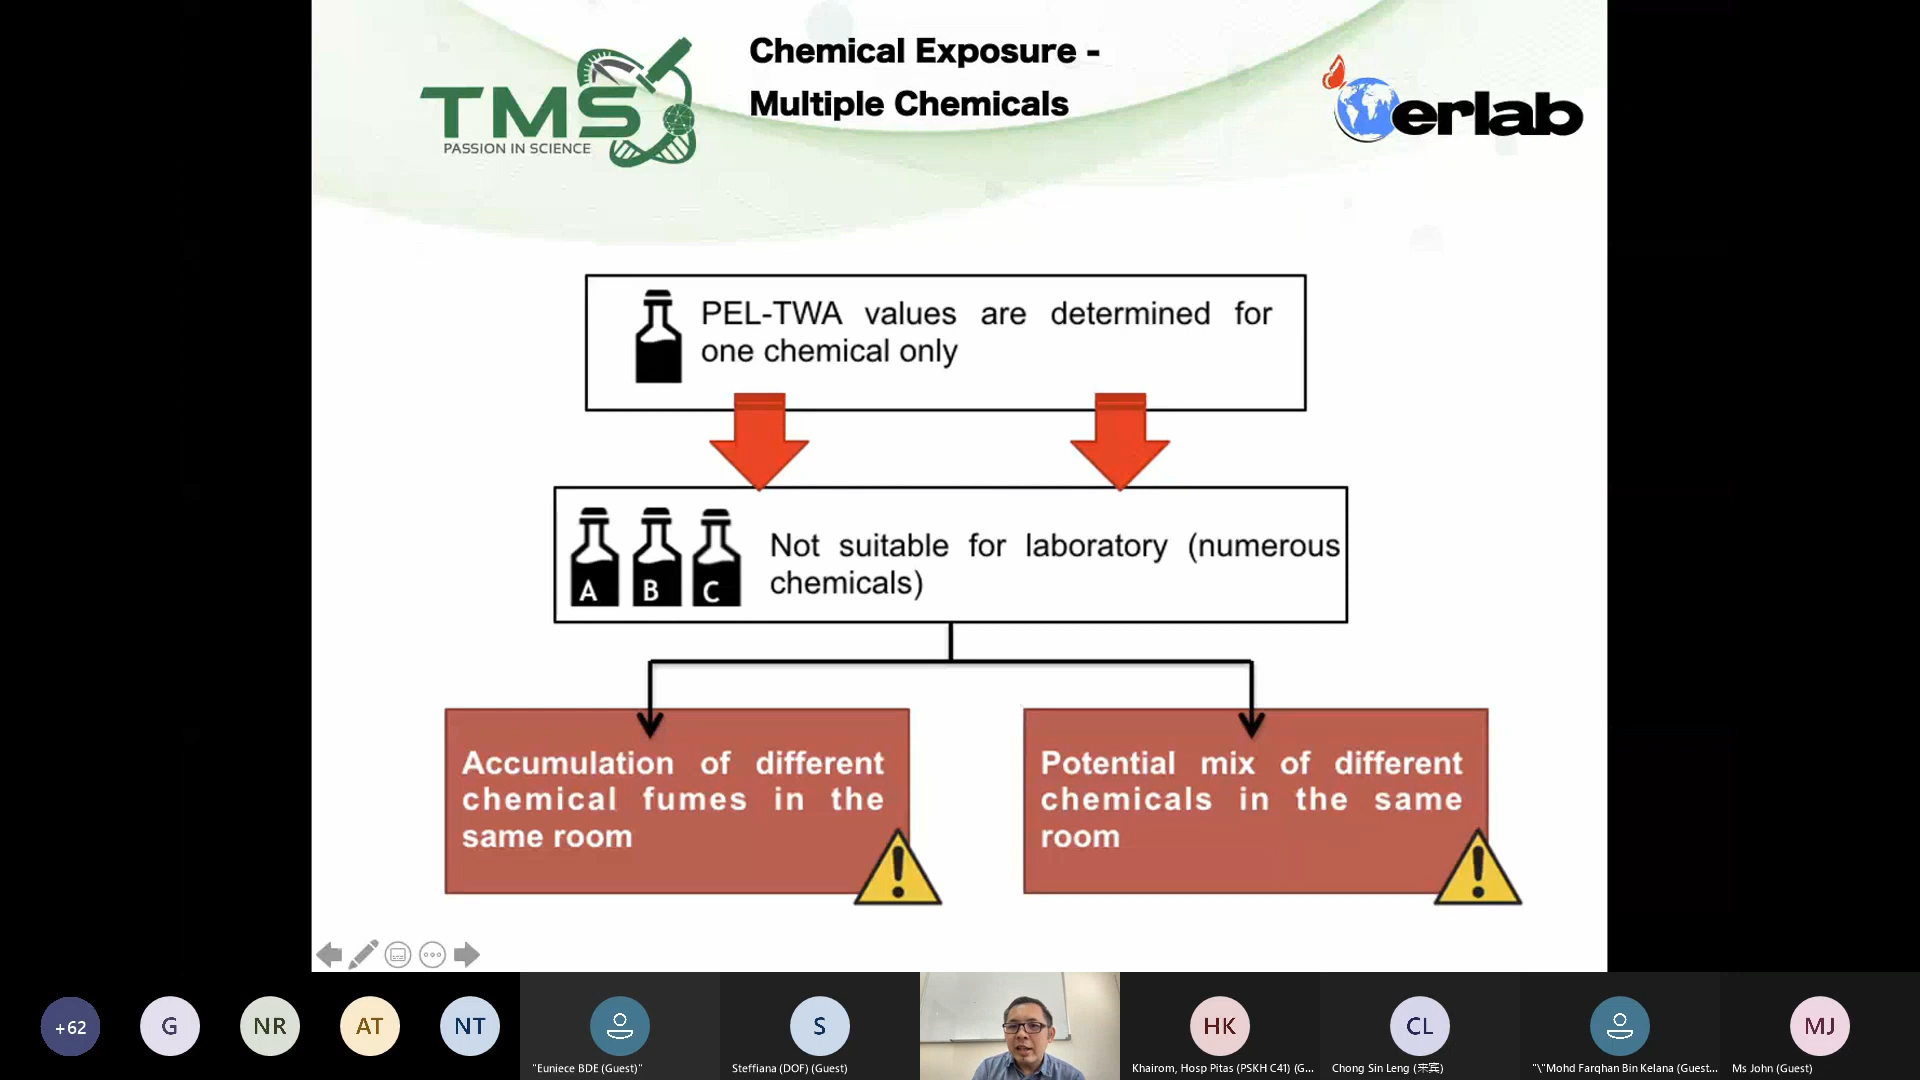 Chemical Exposure -
Multiple Chemicals
TMS
PASSION IN SCIENCE
erlab
PEL-TWA values are determined for
one chemical only
A B C
Not suitable for laboratory (numerous
chemicals)
Accumulation of different
chemical fumes in the
same room
Potential mix of different
chemicals in the same
room
+62
G
NR
AT
NT
"Euniece BDE (Guest)"
S
Steffiana (DOF) (Guest)
HK
Khairom, Hosp Pitas (PSKH C41) (G...
CL
Chong Sin Leng (宋宾)
"\"Mohd Farqhan Bin Kelana (Guest...
MJ
Ms John (Guest)